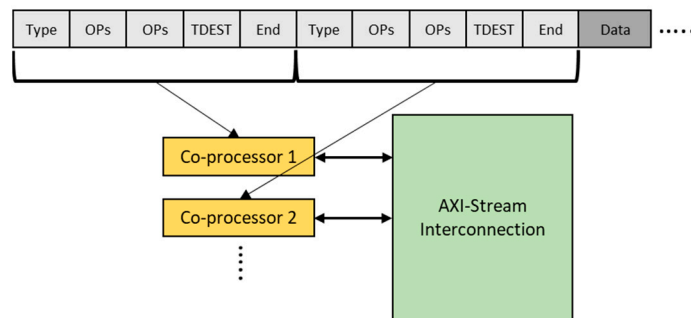 Type OPs OPs TDEST End Type OPs OPs TDEST End Data .....
Co-processor 1
Co-processor 2
AXI-Stream
Interconnection